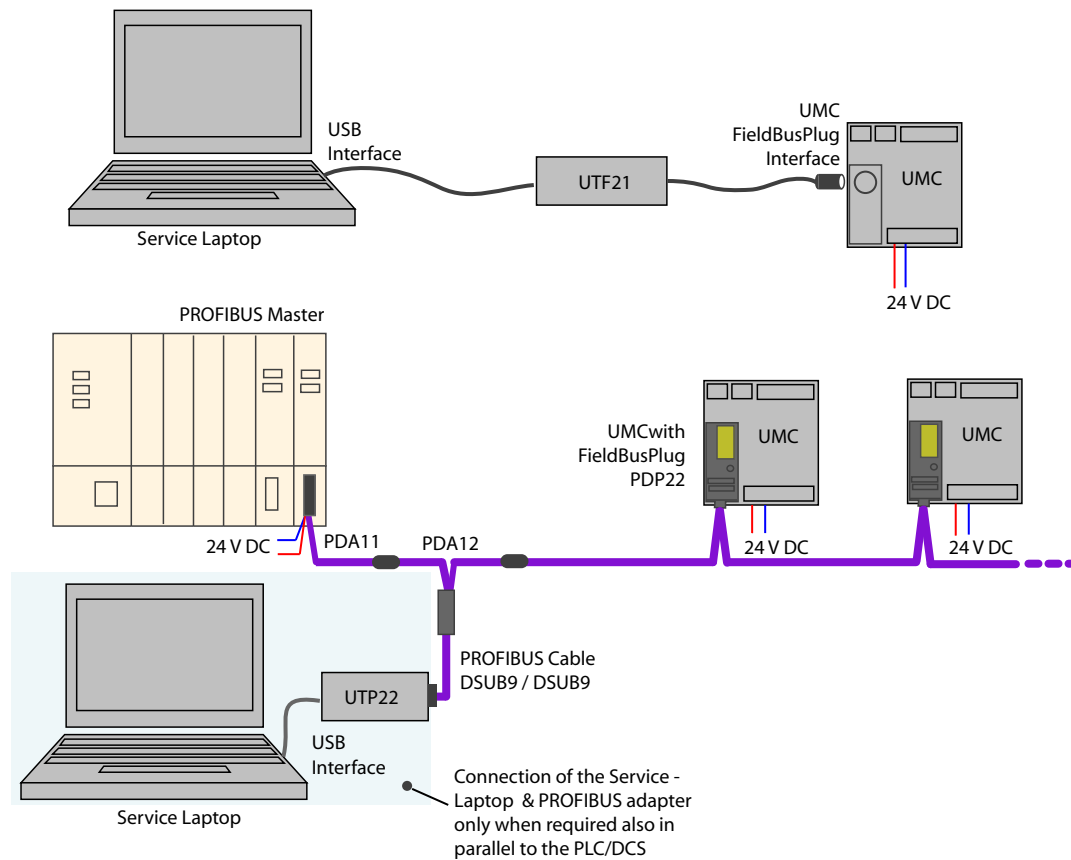 USB
Interface
UMC
FieldBusPlug
Interface
UTF21
UMC
Service Laptop
24 V DC
PROFIBUS Master
UMCwith
FieldBusPlug
PDP22
UMC
UMC
24 V DC
PDA11
PDA12
24 V DC
24 V DC
PROFIBUS Cable
DSUB9 / DSUB9
UTP22
USB
Interface
Service Laptop
Connection of the Service -
Laptop & PROFIBUS adapter
only when required also in
parallel to the PLC/DCS